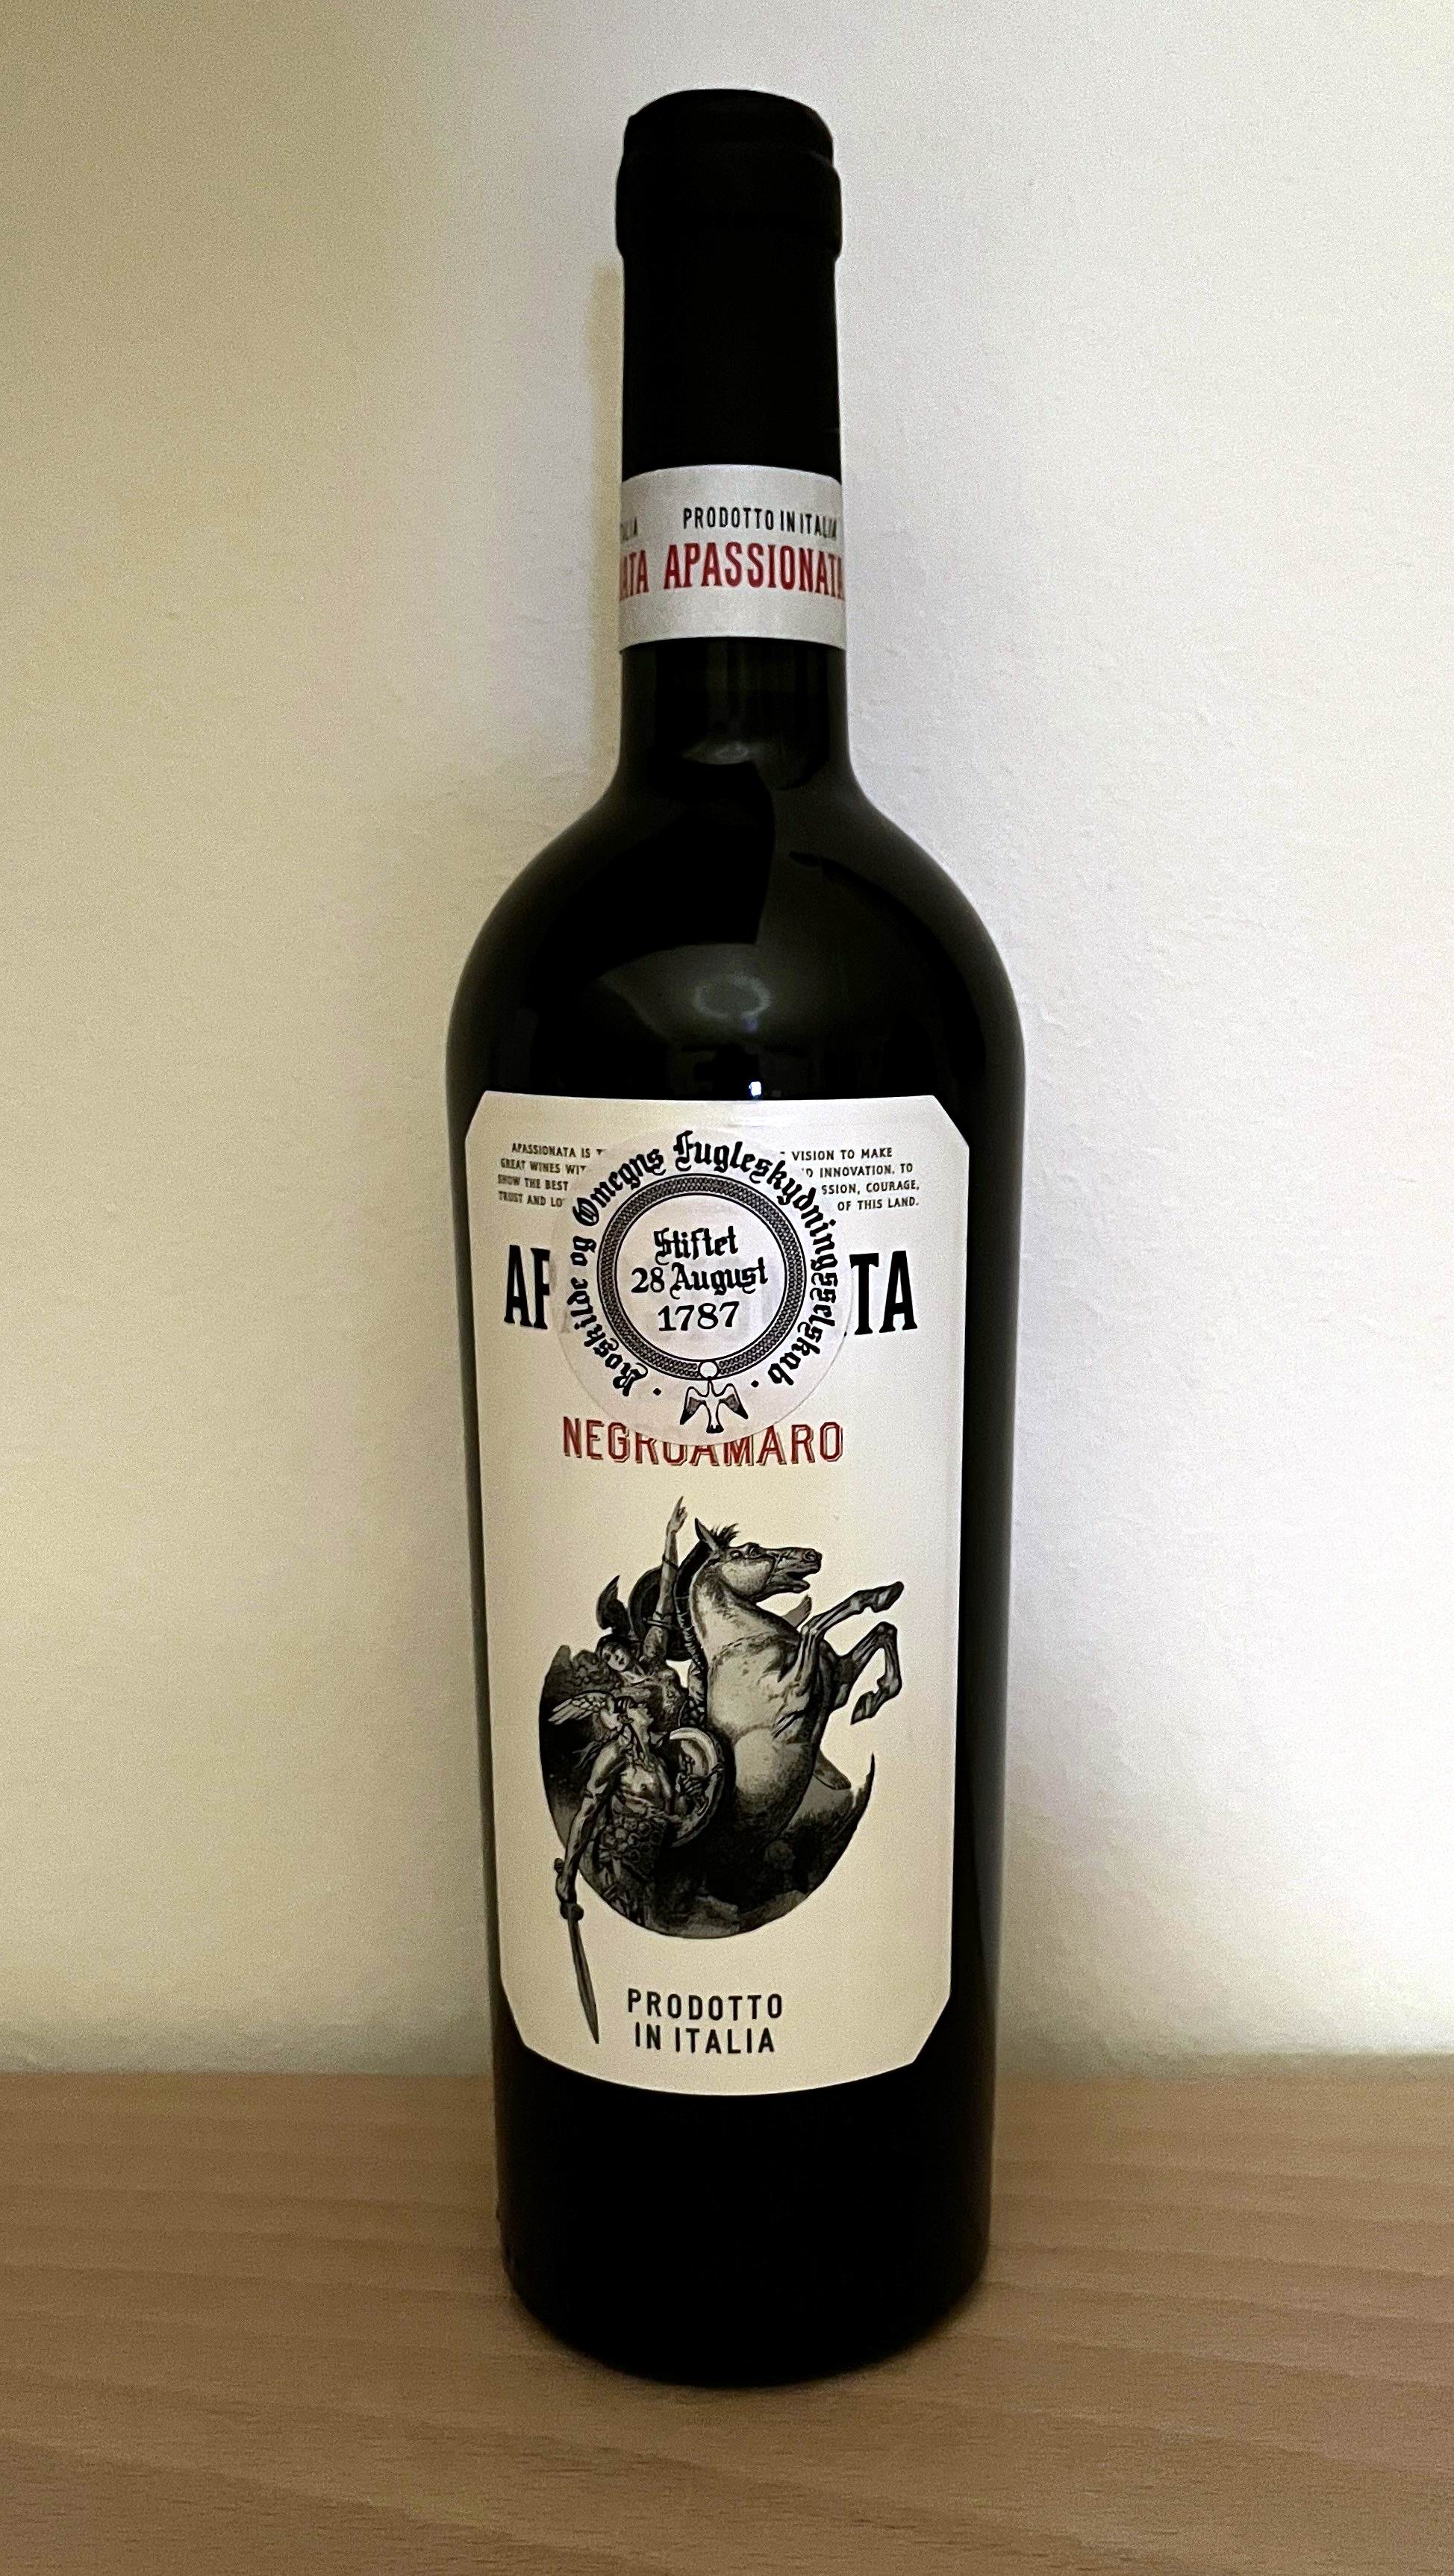 PRODOTTO IN ITALIA
APASSIONATA
APASSIONATA IS VISION TO MAKE
GREAT WINES INNOVATION. TO
SHOW THE BEST COURAGE,
TRUST AND OF THIS LAND.
Roskilde og Omegns Fugleskydningsselskab
Stiftet
28 August
1787
NEGROAMARO
PRODOTTO
IN ITALIA